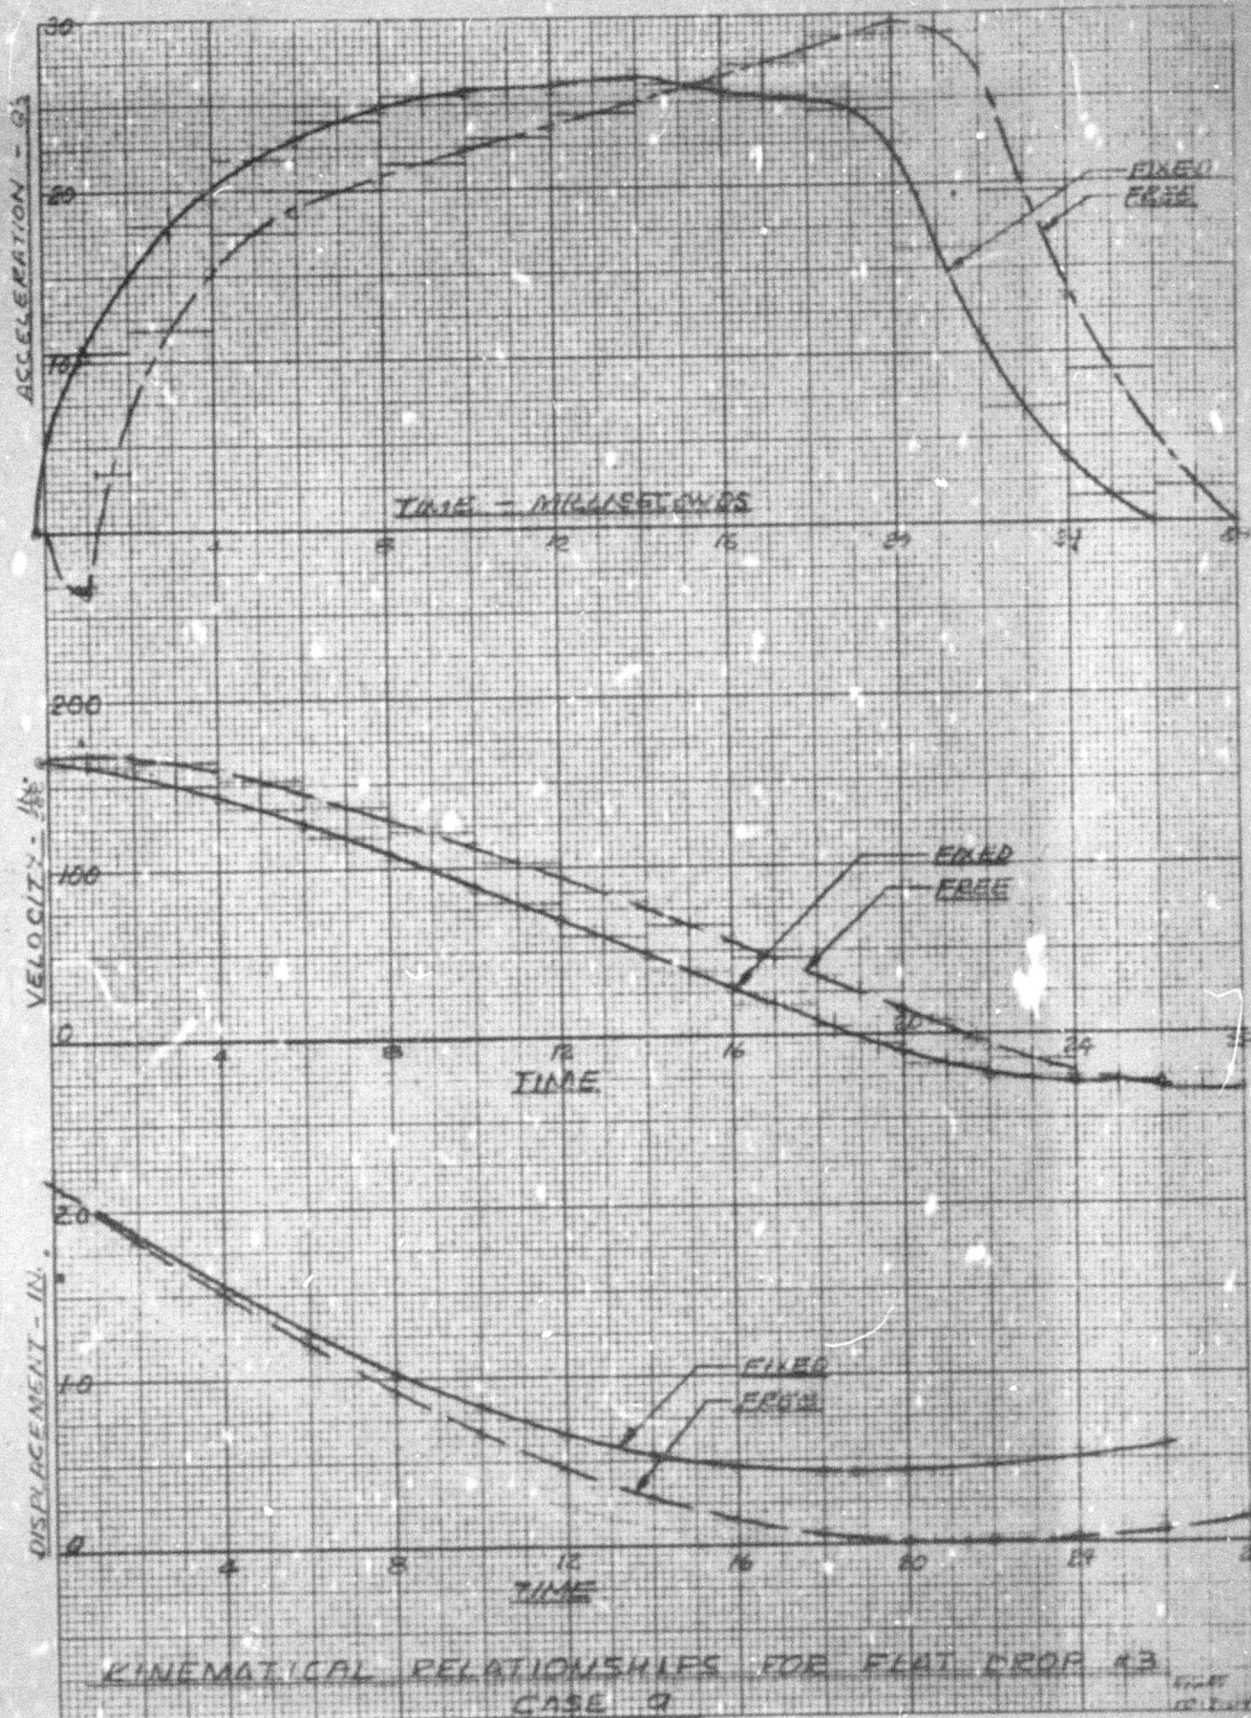 30
ACCELERATION - G's
20
FIXED
FREE
10
TIME - MILLISECONDS
4 8 12 16 20 24 28
200
VELOCITY -
100
FIXED
FREE
0
4 8 12 16 20 24
TIME
2.0
DISPLACEMENT - IN.
1.0
FIXED
FREE
0
4 8 12 16 20 24
TIME
KINEMATICAL RELATIONSHIPS FOR FLAT DROP #3
CASE